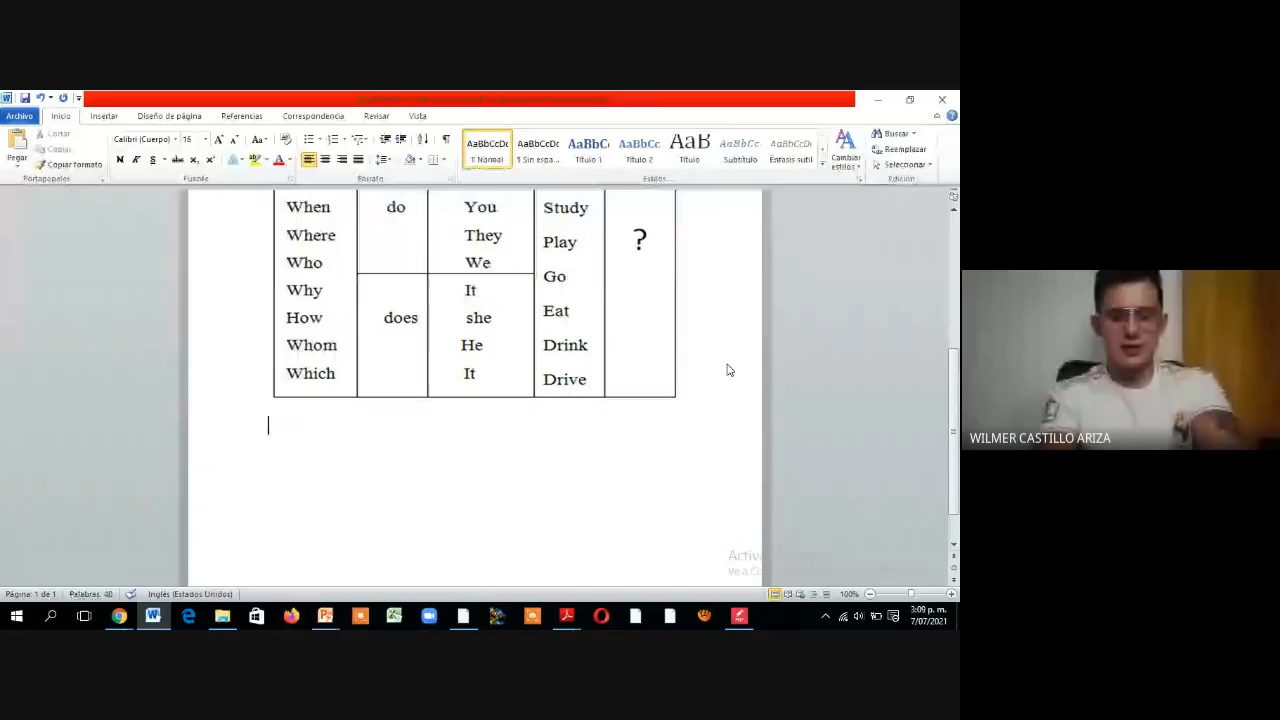 Archivo Inicio Insertar Diseño de página Referencias Correspondencia Revisar Vista
Pegar Cortar Copiar Copiar formato
Portapapeles
Calibri (Cuerpo) 16
Fuente
Párrafo
AaBbCcDc AaBbCcDc AaBbC AaBbCc AaB AaBbCc AaBbCcDc
¶ Normal ¶ Sin espa... Título 1 Título 2 Título Subtítulo Énfasis sutil
Estilos
Cambiar estilos
Buscar
Reemplazar
Seleccionar
Edición
When do You Study
Where They Play ?
Who We Go
Why It Eat
How does she Drink
Whom He Drive
Which It
WILMER CASTILLO ARIZA
Página: 1 de 1 Palabras: 40 Inglés (Estados Unidos) 100%
3:09 p. m.
7/07/2021